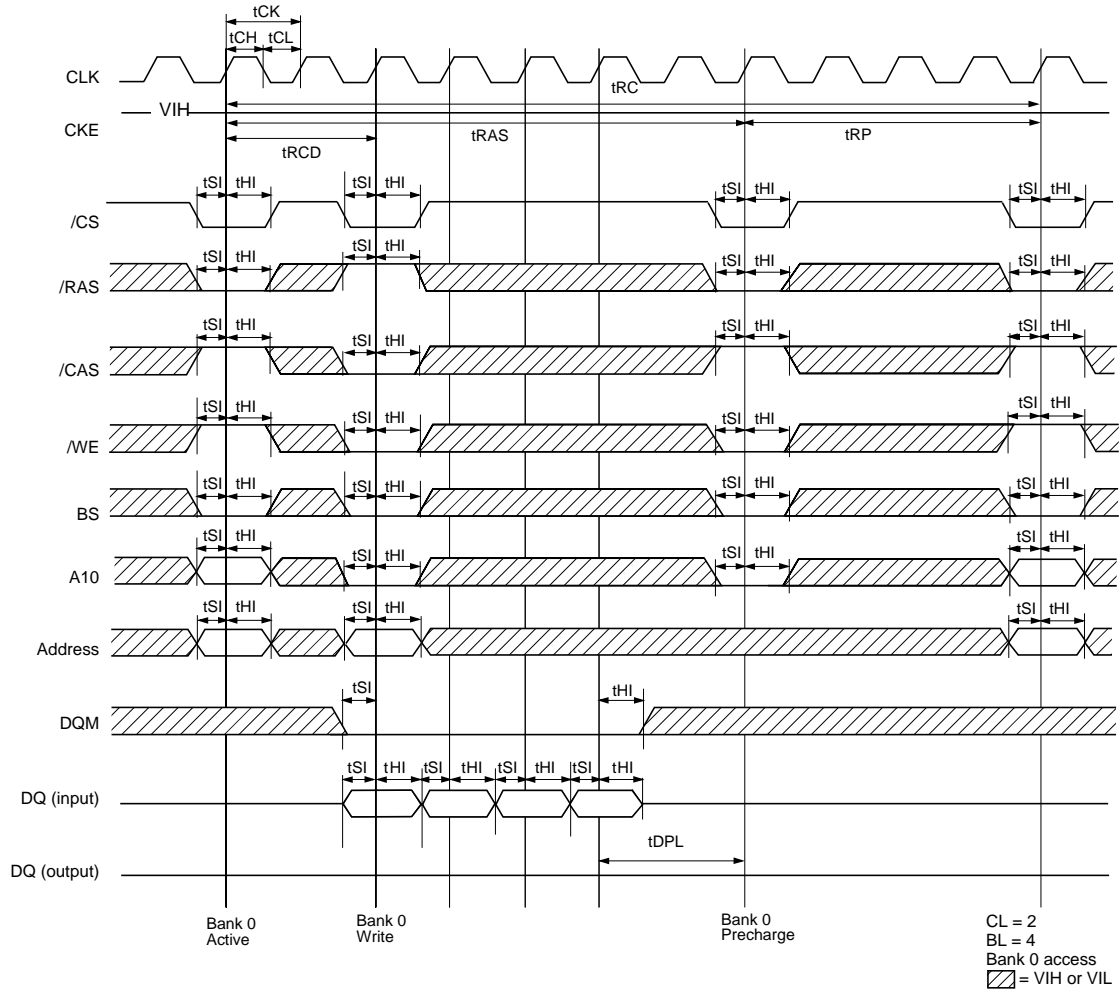 tCK
tCH tCL
CLK
tRC
VIH
CKE
tRAS tRP
tRCD
tSI tHI tSI tHI tSI tHI tSI tHI
/CS
tSI tHI
tSI tHI tSI tHI tSI tHI
/RAS
tSI tHI tSI tHI tSI tHI tSI tHI
/CAS
tSI tHI tSI tHI tSI tHI tSI tHI
/WE
tSI tHI tSI tHI tSI tHI tSI tHI
BS
tSI tHI tSI tHI tSI tHI tSI tHI
A10
tSI tHI tSI tHI tSI tHI
Address
tSI tHI
DQM
tSI tHI tSI tHI tSI tHI tSI tHI
DQ (input)
tDPL
DQ (output)
Bank 0
Active
Bank 0
Write
Bank 0
Precharge
CL = 2
BL = 4
Bank 0 access
= VIH or VIL